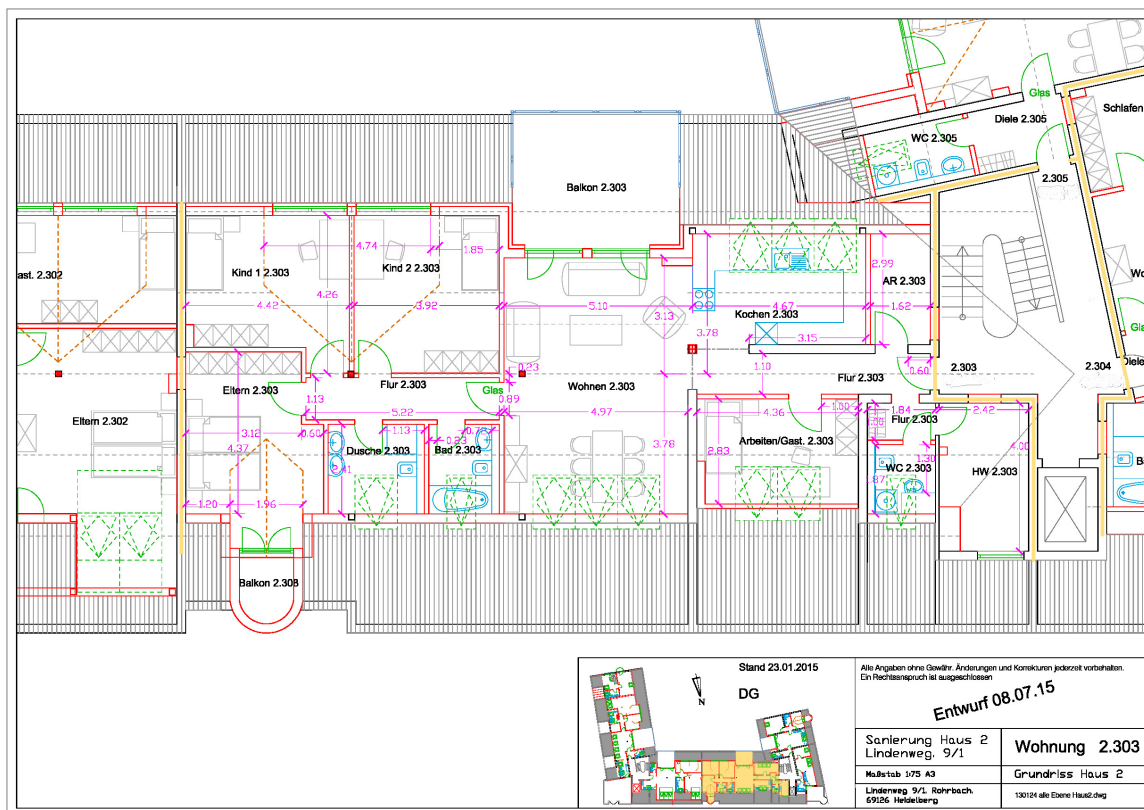 Glas
Schlafen
Diele 2.305
WC 2.305
2.305
Balkon 2.303
4.74
1.85
Kind 1 2.303
Kind 2 2.303
2.99
AR 2.303
4.26
4.42
3.92
5.10
3.13
4.67
1.62
Kochen 2.303
3.78
3.15
0.23
1.10
0.60
2.303
2.304
Eltern 2.303
Flur 2.303
Glas
Wohnen 2.303
Flur 2.303
1.13
5.22
0.89
4.97
4.36
1.00
1.84
2.42
Eltern 2.302
3.12
0.60
1.13
0.23
Flur 2.303
4.37
Dusche 2.303
Bad 2.303
3.78
Arbeiten/Gast. 2.303
4.00
2.41
2.83
1.30
WC 2.303
HW 2.303
1.20
1.96
Balkon 2.303
Stand 23.01.2015
DG
N
Alle Angaben ohne Gewähr. Änderungen und Korrekturen jederzeit vorbehalten.
Ein Rechtsanspruch ist ausgeschlossen
Entwurf 08.07.15
Sanierung Haus 2
Lindenweg. 9/1
Wohnung 2.303
Maßstab 1:75 A3
Grundriss Haus 2
Lindenweg 9/1. Rohrbach.
69126 Heidelberg
130124 alle Ebene Haus2.dwg